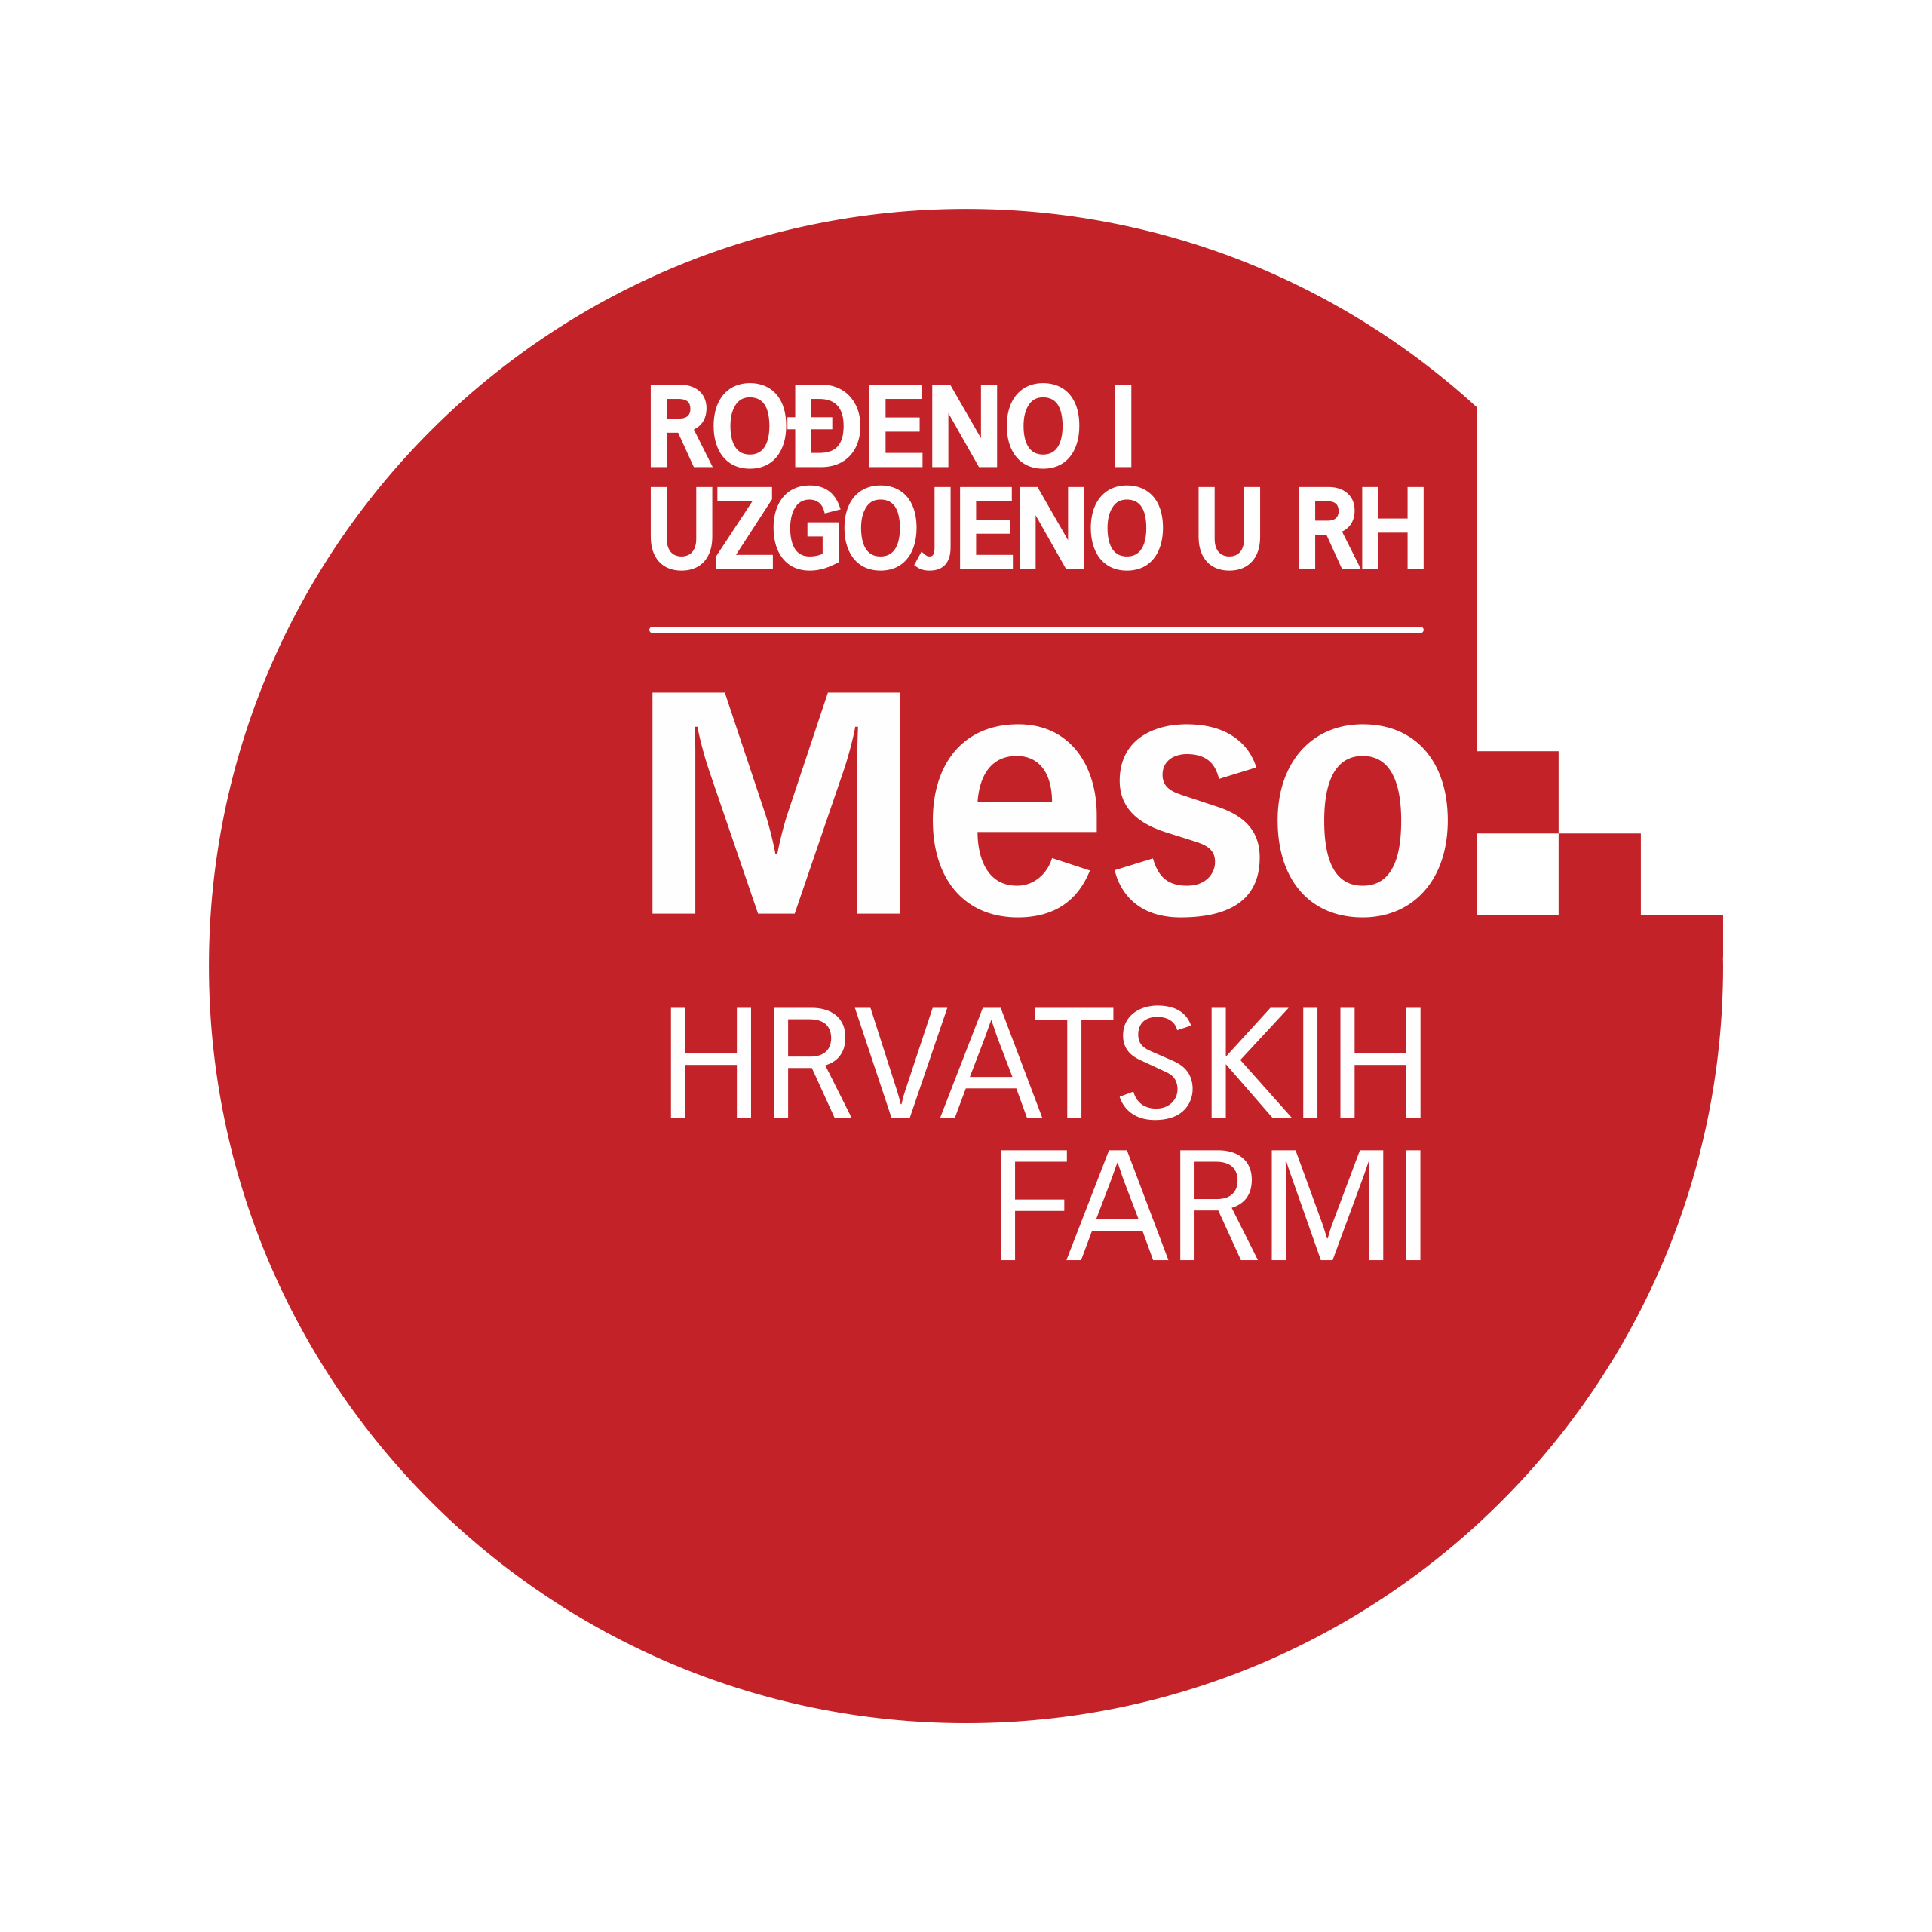 ROĐENO I
UZGOJENO U RH
Meso.
HRVATSKIH
FARMI